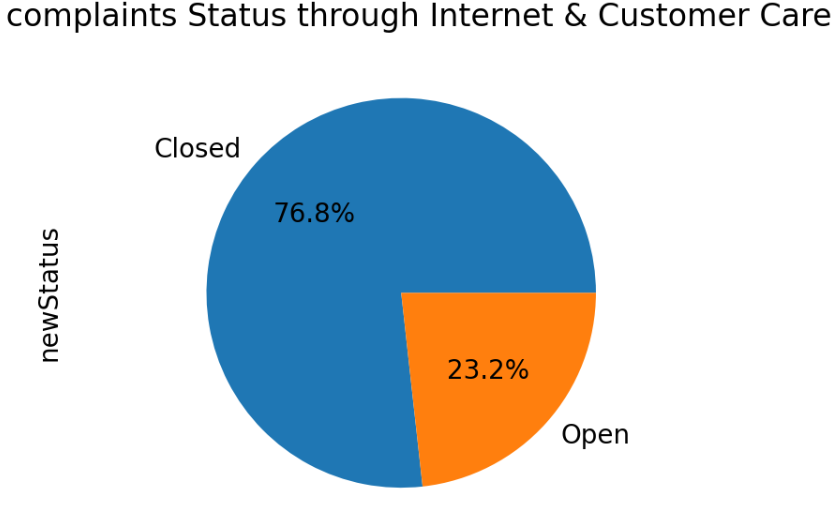 complaints Status through Internet & Customer Care
Closed
76.8%
newStatus
23.2%
Open